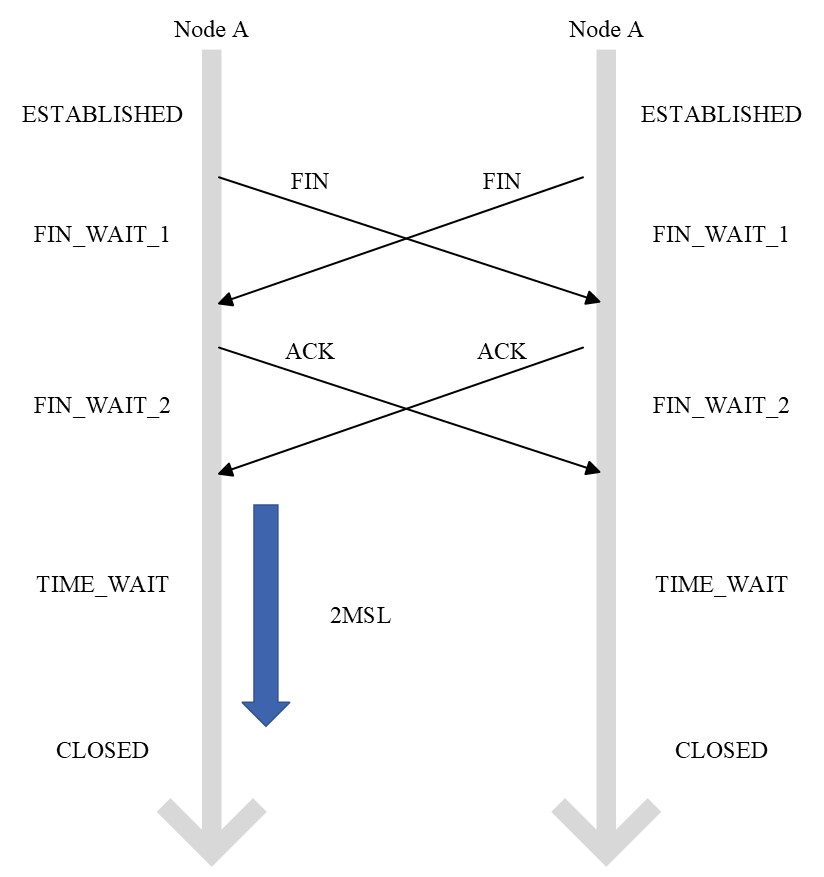 Node A Node A
ESTABLISHED ESTABLISHED
FIN FIN
FIN_WAIT_1 FIN_WAIT_1
ACK ACK
FIN_WAIT_2 FIN_WAIT_2
TIME_WAIT TIME_WAIT
2MSL
CLOSED CLOSED